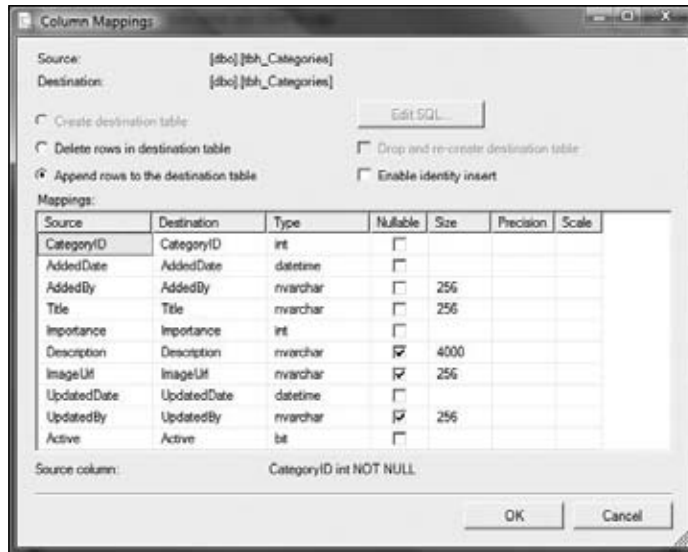 Column Mappings
Source: [dbo].[tbh_Categories]
Destination: [dbo].[tbh_Categories]
Create destination table Edit SQL...
Delete rows in destination table Drop and re-create destination table
Append rows to the destination table Enable identity insert
Mappings:
Source Destination Type Nullable Size Precision Scale
CategoryID CategoryID int
AddedDate AddedDate datetime
AddedBy AddedBy nvarchar 256
Title Title nvarchar 256
Importance Importance int
Description Description nvarchar 4000
ImageUrl ImageUrl nvarchar 256
UpdatedDate UpdatedDate datetime
UpdatedBy UpdatedBy nvarchar 256
Active Active bit
Source column: CategoryID int NOT NULL
OK Cancel